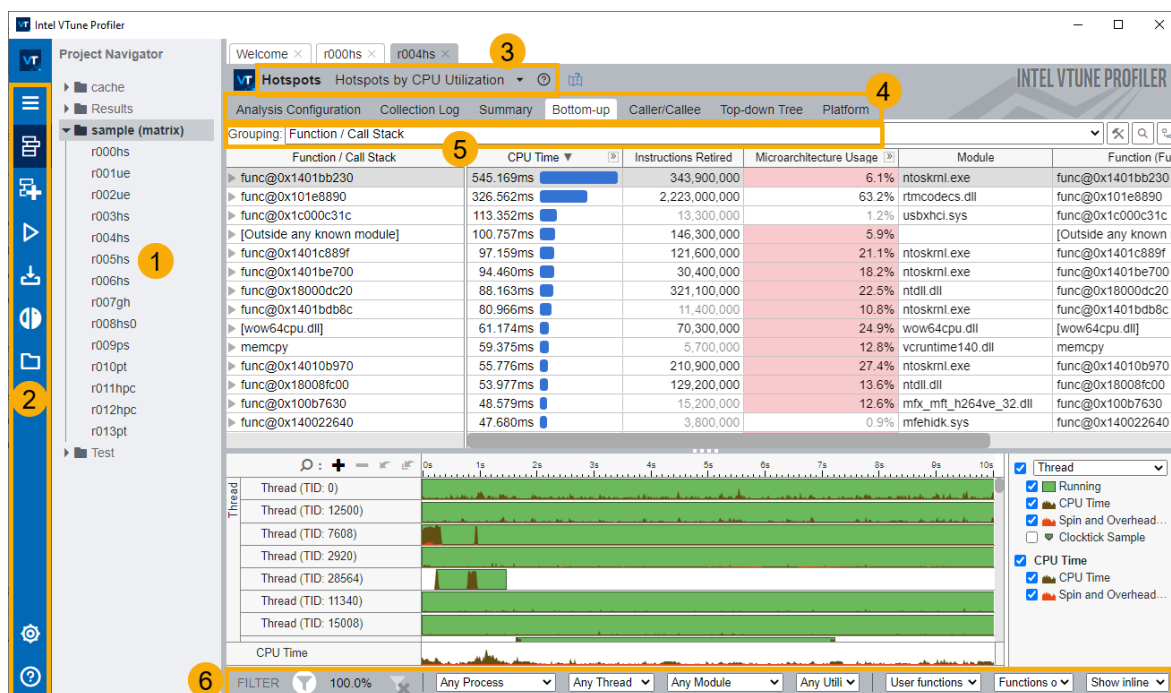 Intel VTune Profiler
VT
Project Navigator
cache
Results
sample (matrix)
r000hs
r001ue
r002ue
r003hs
r004hs
r005hs
r006hs
r007gh
r008hs0
r009ps
r010pt
r011hpc
r012hpc
r013pt
Test
1
2
Welcome r000hs r004hs
3
VT Hotspots Hotspots by CPU Utilization INTEL VTUNE PROFILER
4
Analysis Configuration Collection Log Summary Bottom-up Caller/Callee Top-down Tree Platform
Grouping: Function / Call Stack
5
Function / Call Stack CPU Time ▼ Instructions Retired Microarchitecture Usage Module Function (Fu
func@0x1401bb230 545.169ms 343,900,000 6.1% ntoskrnl.exe func@0x1401bb230
func@0x101e8890 326.562ms 2,223,000,000 63.2% rtmcodecs.dll func@0x101e8890
func@0x1c000c31c 113.352ms 13,300,000 1.2% usbxhci.sys func@0x1c000c31c
[Outside any known module] 100.757ms 146,300,000 5.9% [Outside any known
func@0x1401c889f 97.159ms 121,600,000 21.1% ntoskrnl.exe func@0x1401c889f
func@0x1401be700 94.460ms 30,400,000 18.2% ntoskrnl.exe func@0x1401be700
func@0x18000dc20 88.163ms 321,100,000 22.5% ntdll.dll func@0x18000dc20
func@0x1401bdb8c 80.966ms 11,400,000 10.8% ntoskrnl.exe func@0x1401bdb8c
[wow64cpu.dll] 61.174ms 70,300,000 24.9% wow64cpu.dll [wow64cpu.dll]
memcpy 59.375ms 5,700,000 12.8% vcruntime140.dll memcpy
func@0x14010b970 55.776ms 210,900,000 27.4% ntoskrnl.exe func@0x14010b970
func@0x18008fc00 53.977ms 129,200,000 13.6% ntdll.dll func@0x18008fc00
func@0x100b7630 48.579ms 15,200,000 12.6% mfx_mft_h264ve_32.dll func@0x100b7630
func@0x140022640 47.680ms 3,800,000 0.9% mfehidk.sys func@0x140022640
0s 1s 2s 3s 4s 5s 6s 7s 8s 9s 10s
Thread
Thread (TID: 0)
Thread (TID: 12500)
Thread (TID: 7608)
Thread (TID: 2920)
Thread (TID: 28564)
Thread (TID: 11340)
Thread (TID: 15008)
CPU Time
Thread
Running
CPU Time
Spin and Overhead...
Clocktick Sample
CPU Time
CPU Time
Spin and Overhead...
6
FILTER 100.0% Any Process Any Thread Any Module Any Utili User functions Functions o Show inline